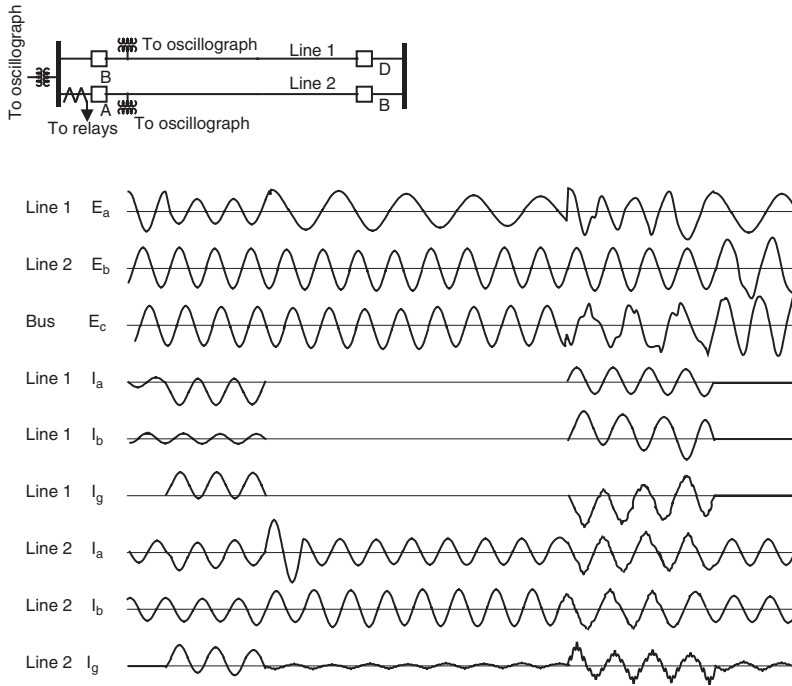 To oscillograph
To oscillograph
Line 1
B
D
Line 2
A
B
To relays
To oscillograph
Line 1 Ea
Line 2 Eb
Bus Ec
Line 1 Ia
Line 1 Ib
Line 1 Ig
Line 2 Ia
Line 2 Ib
Line 2 Ig